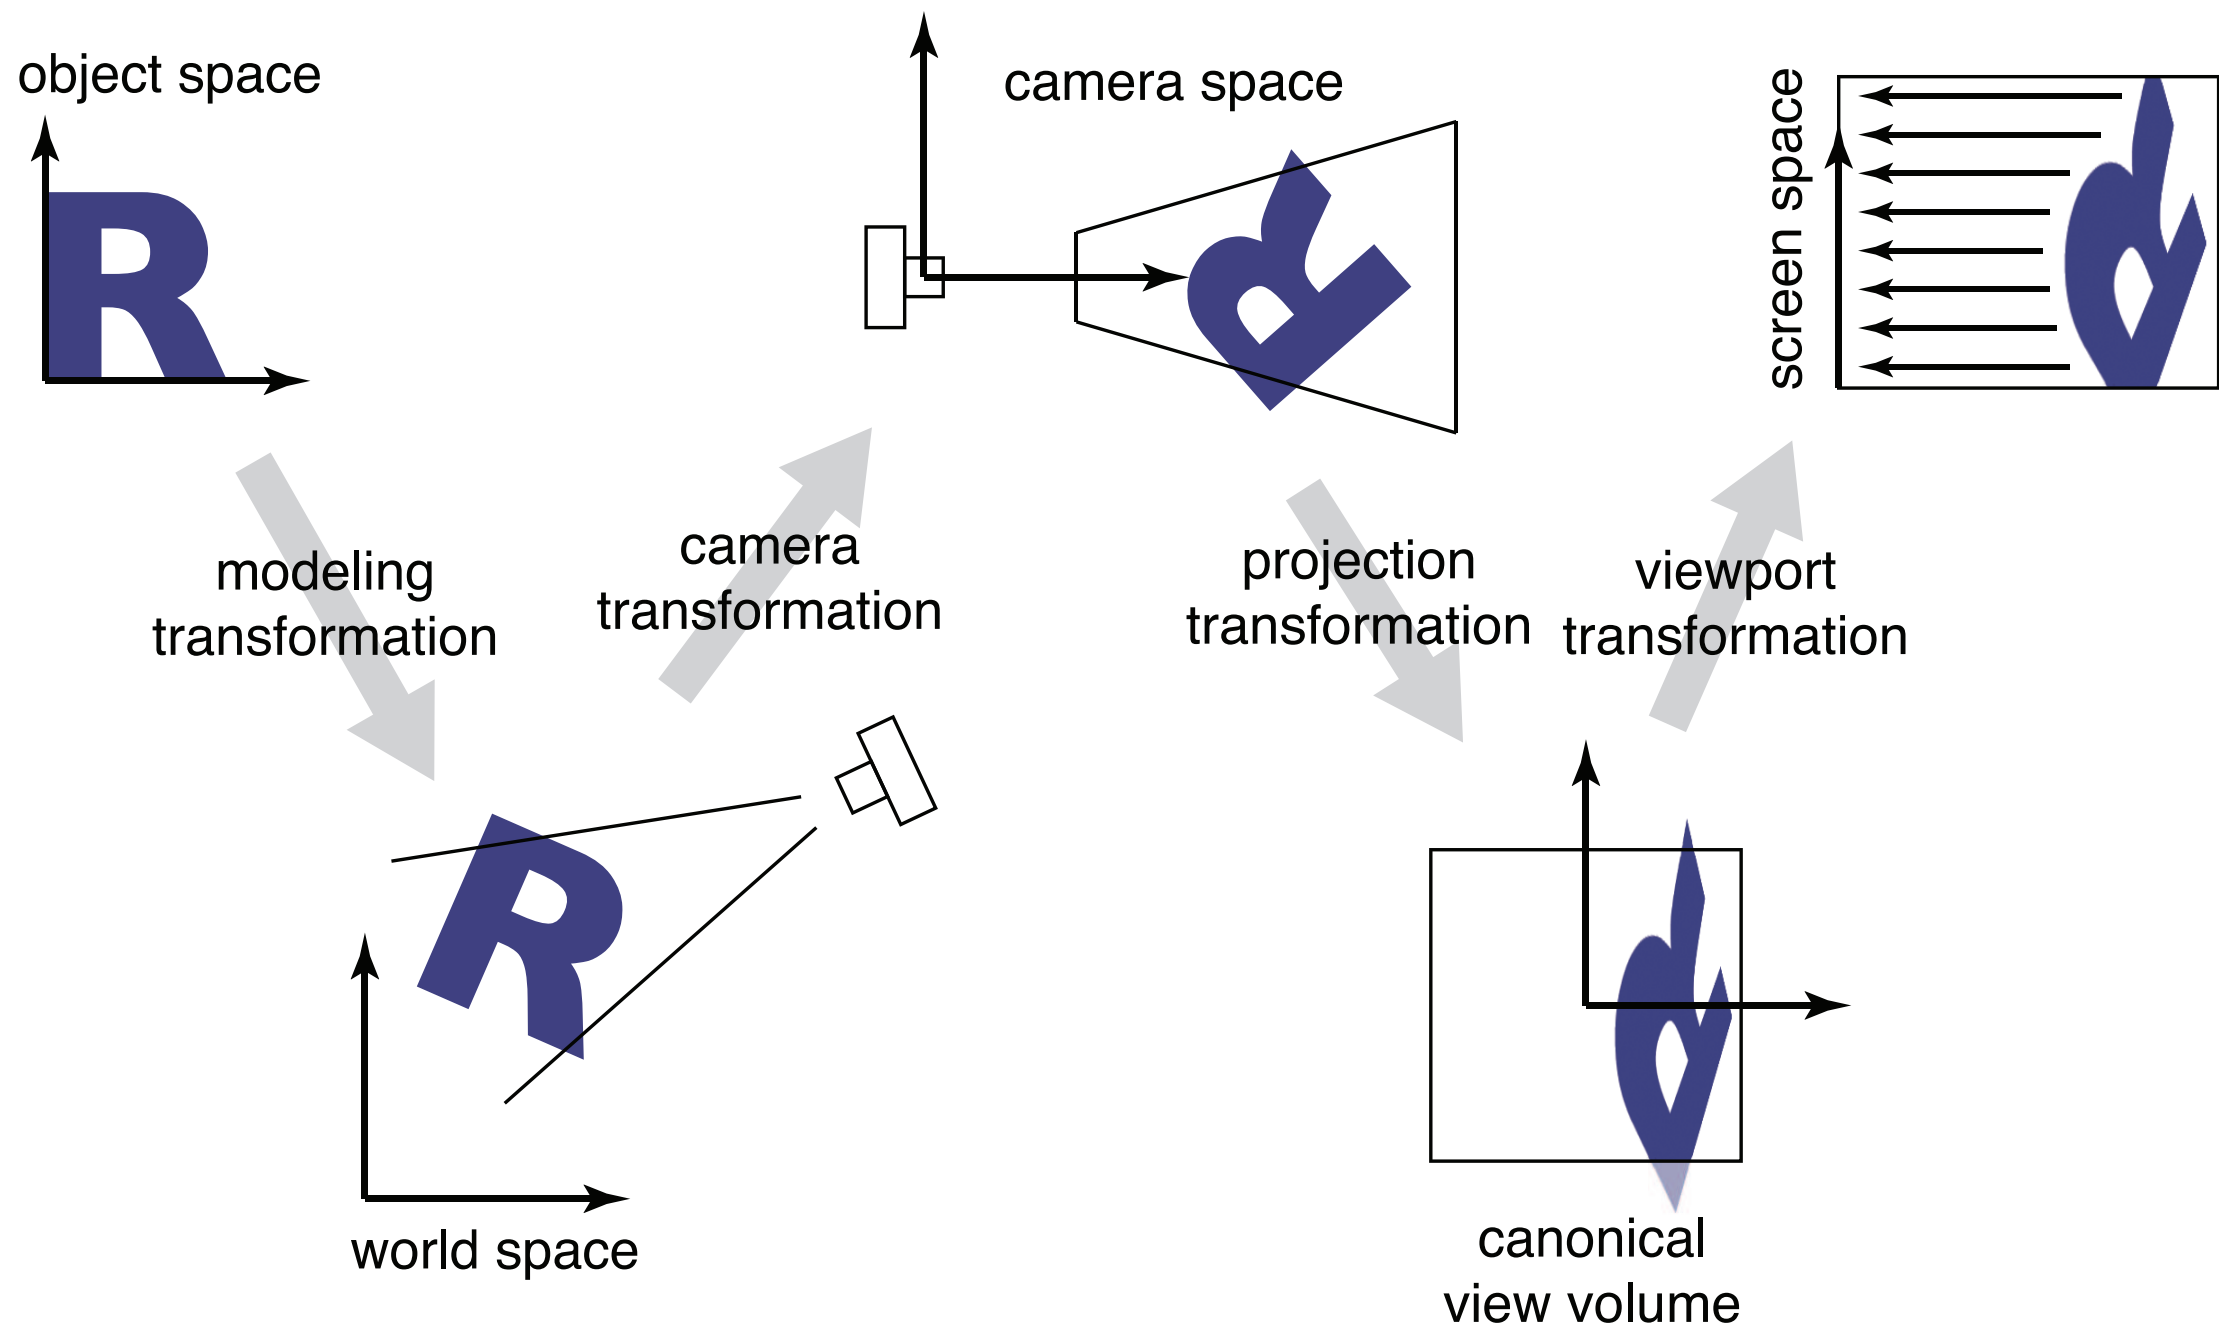 object space
camera space
screen space
modeling
transformation
camera
transformation
projection
transformation
viewport
transformation
R
R
R
R
R
world space
canonical
view volume